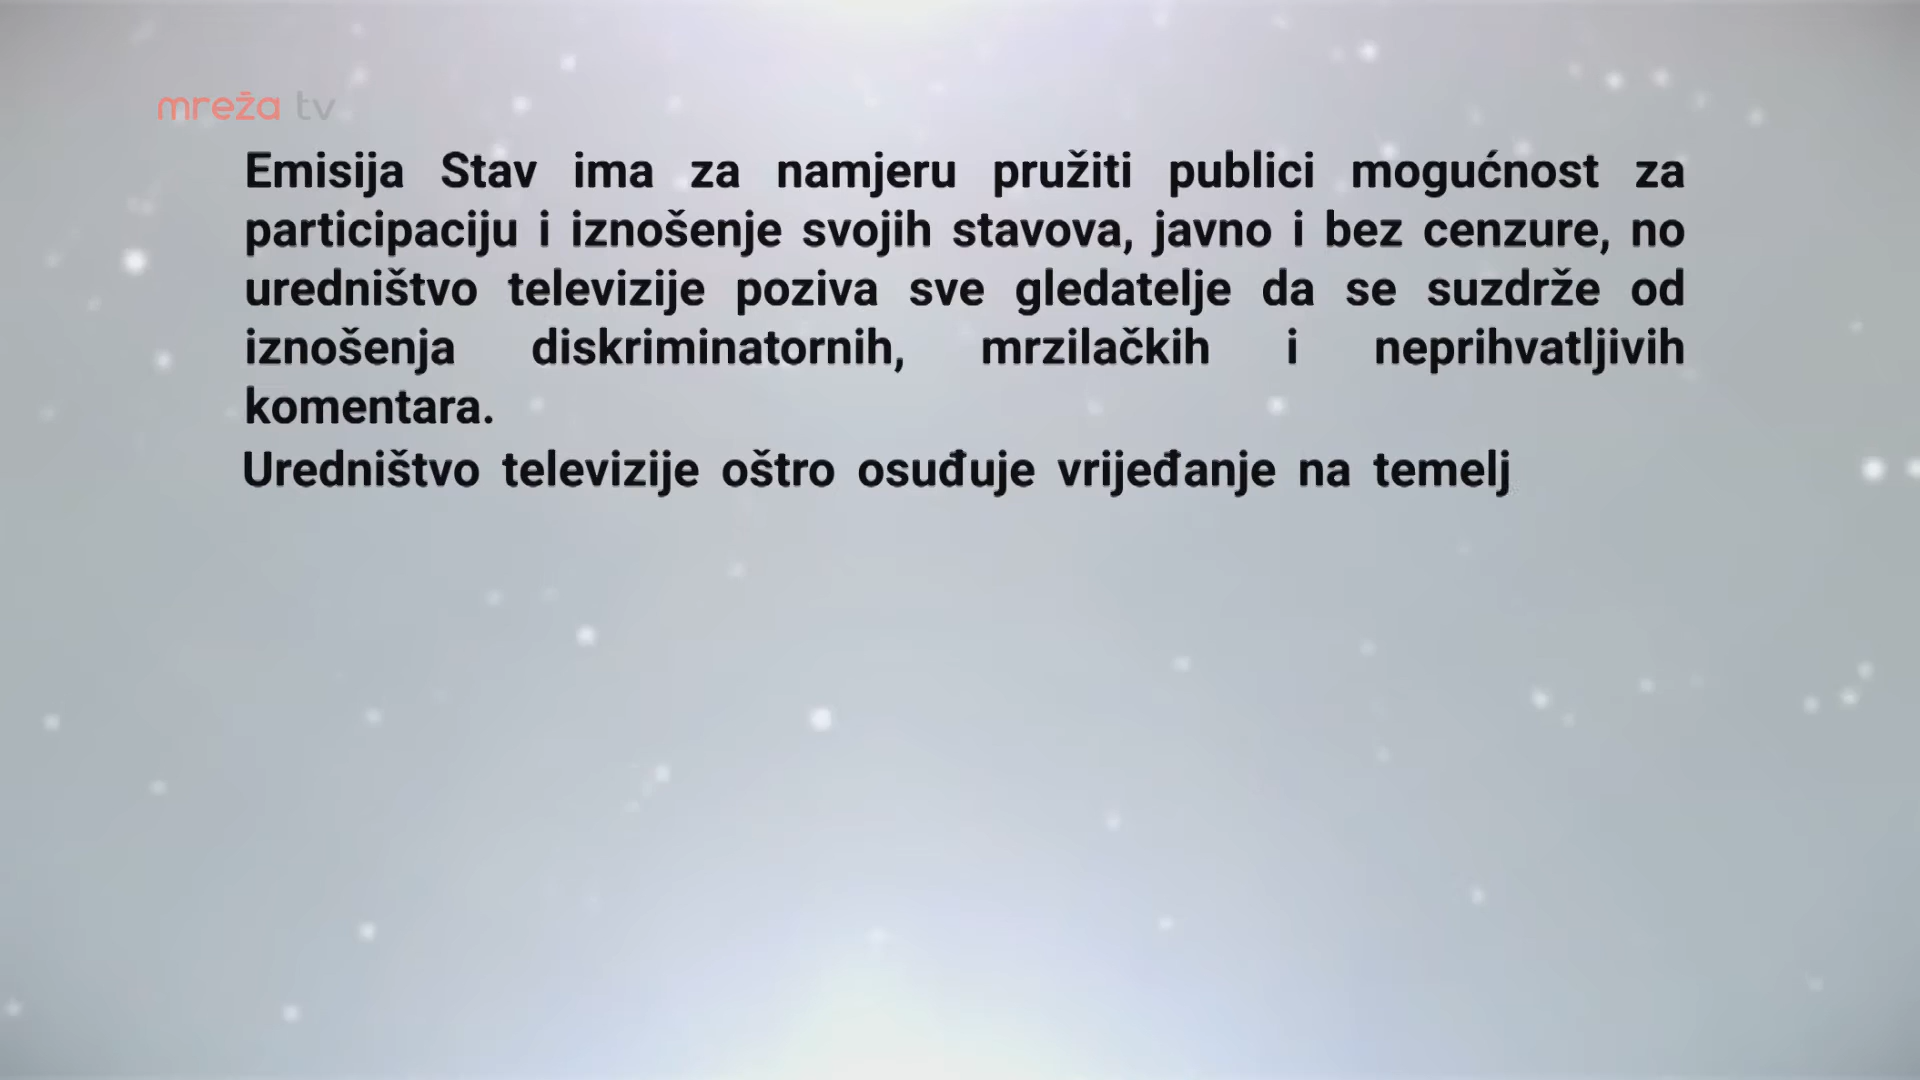 mreža tv
Emisija Stav ima za namjeru pružiti publici mogućnost za
participaciju i iznošenje svojih stavova, javno i bez cenzure, no
uredništvo televizije poziva sve gledatelje da se suzdrže od
iznošenja diskriminatornih, mrzilačkih i neprihvatljivih
komentara.
Uredništvo televizije oštro osuđuje vrijeđanje na temelj